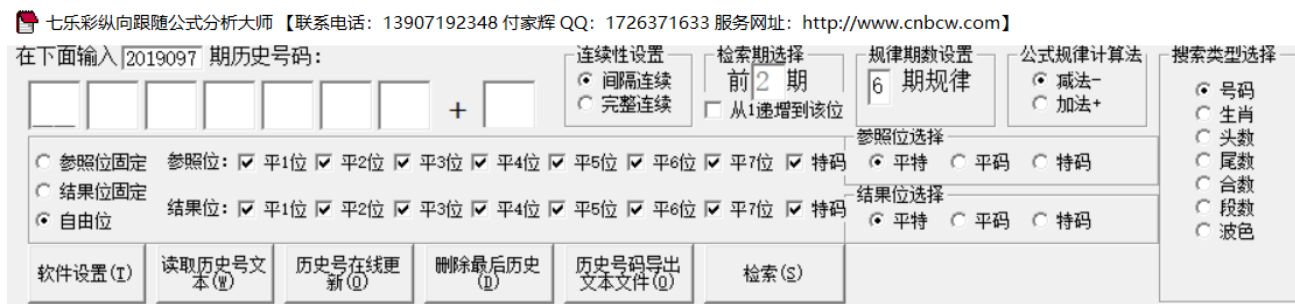 七乐彩纵向跟随公式分析大师【联系电话：13907192348 付家辉 QQ：1726371633 服务网址：http://www.cnbcw.com】
在下面输入 2019097 期历史号码：
+
连续性设置
间隔连续
完整连续
检索期选择
前 2 期
从1递增到该位
规律期数设置
6 期规律
公式规律计算法
减法-
加法+
搜索类型选择
号码
生肖
头数
尾数
合数
段数
波色
参照位固定
结果位固定
自由位
参照位： 平1位 平2位 平3位 平4位 平5位 平6位 平7位 特码
结果位： 平1位 平2位 平3位 平4位 平5位 平6位 平7位 特码
参照位选择
平特 平码 特码
结果位选择
平特 平码 特码
软件设置(I)
读取历史号文
本(W)
历史号在线更
新(O)
删除最后历史
(D)
历史号码导出
文本文件(O)
检索(S)